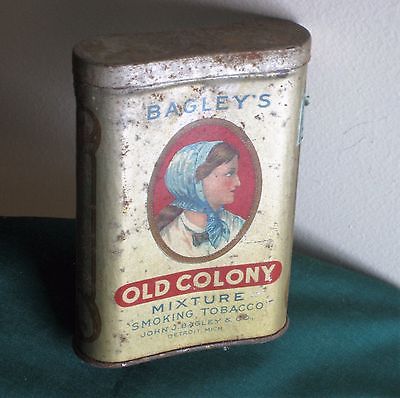 BAGLEY'S
OLD COLONY
MIXTURE
SMOKING TOBACCO
JOHN J. BAGLEY & CO.,
DETROIT, MICH.